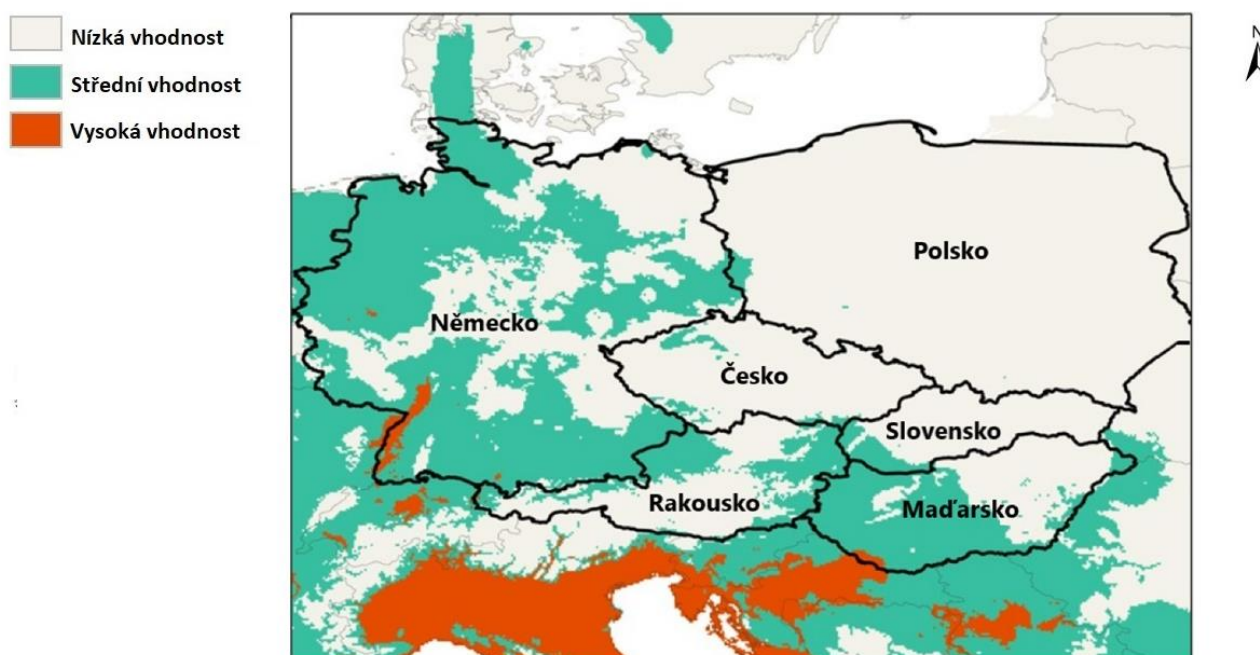 Nízká vhodnost
Střední vhodnost
Vysoká vhodnost
N
Polsko
Německo
Česko
Slovensko
Rakousko
Maďarsko